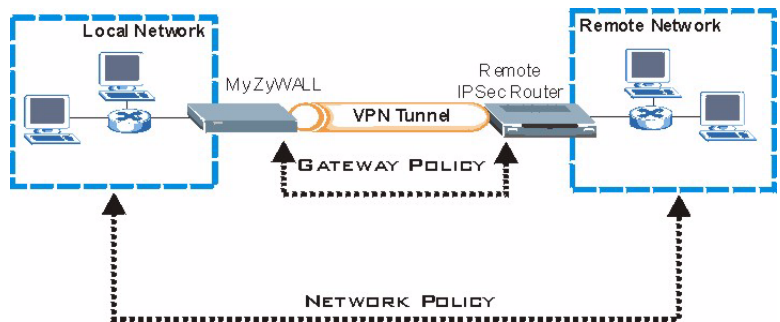 Local Network
Remote Network
MyZyWALL
Remote
IPSec Router
VPN Tunnel
GATEWAY POLICY
NETWORK POLICY